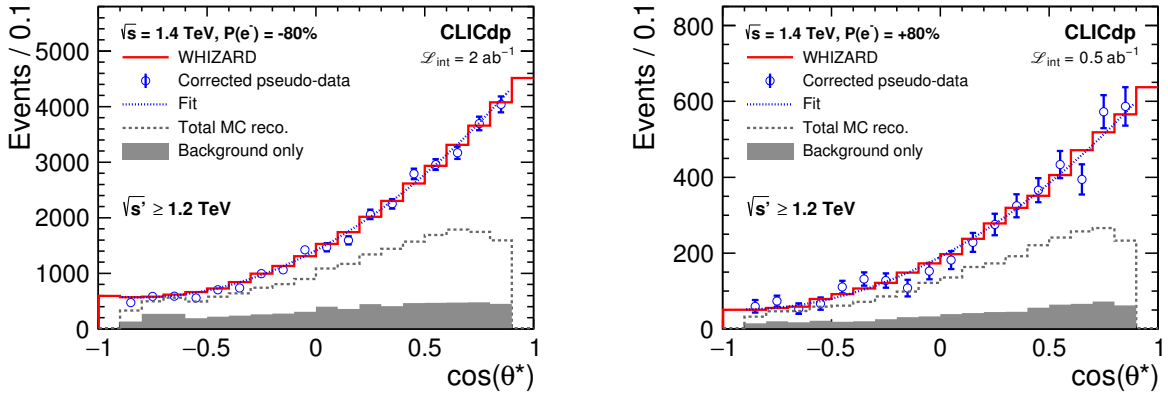 √s = 1.4 TeV, P(e⁻) = -80%
CLICdp
WHIZARD
ℒint = 2 ab⁻¹
Corrected pseudo-data
Fit
Total MC reco.
Background only
√s' ≥ 1.2 TeV
Events / 0.1
5000
4000
3000
2000
1000
0
−1
−0.5
0
0.5
1
cos(θ*)
√s = 1.4 TeV, P(e⁻) = +80%
CLICdp
WHIZARD
ℒint = 0.5 ab⁻¹
Corrected pseudo-data
Fit
Total MC reco.
Background only
√s' ≥ 1.2 TeV
Events / 0.1
800
600
400
200
0
−1
−0.5
0
0.5
1
cos(θ*)